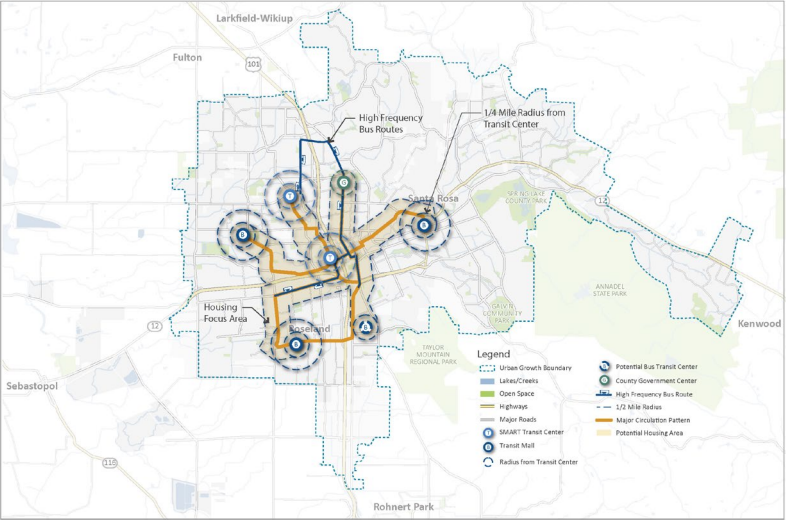 Larkfield-Wikiup
Fulton
101
High Frequency
Bus Routes
1/4 Mile Radius from
Transit Center
G
T
Santa Rosa
SPRING LAKE
COUNTY PARK
12
B
B
T
ANNADEL
STATE PARK
Housing
Focus Area
GALVIN
COMMUNITY
PARK
12
Roseland
B
B
Kenwood
TAYLOR
MOUNTAIN
REGIONAL PARK
Sebastopol
116
Rohnert Park
Legend
Urban Growth Boundary
Lakes/Creeks
Open Space
Highways
Major Roads
T
SMART Transit Center
B
Transit Mall
Radius from Transit Center
Potential Bus Transit Center
G
County Government Center
High Frequency Bus Route
1/2 Mile Radius
Major Circulation Pattern
Potential Housing Area